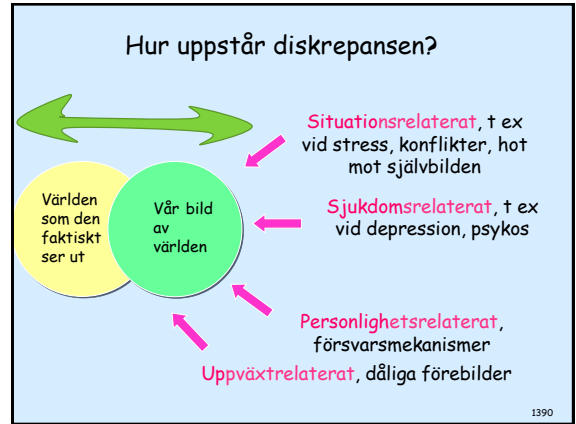 Hur uppstår diskrepansen?
Situationsrelaterat, t ex
vid stress, konflikter, hot
mot självbilden
Världen
som den
faktiskt
ser ut
Vår bild
av
världen
Sjukdomsrelaterat, t ex
vid depression, psykos
Personlighetsrelaterat,
försvarsmekanismer
Uppväxtrelaterat, dåliga förebilder
1390